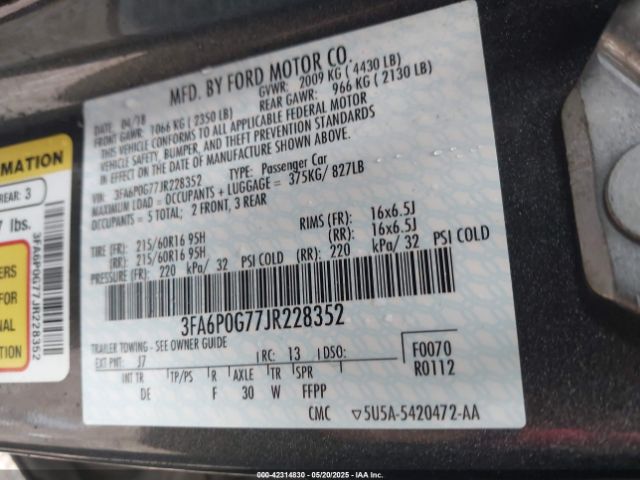 MFD. BY FORD MOTOR CO.
DATE: 04/18 GVWR: 2009 KG ( 4430 LB)
FRONT GAWR: 1066 KG ( 2350 LB) REAR GAWR: 966 KG ( 2130 LB)
THIS VEHICLE CONFORMS TO ALL APPLICABLE FEDERAL MOTOR
VEHICLE SAFETY, BUMPER, AND THEFT PREVENTION STANDARDS
IN EFFECT ON THE DATE OF MANUFACTURE SHOWN ABOVE.
VIN: 3FA6P0G77JR228352 TYPE: Passenger Car
MAXIMUM LOAD = OCCUPANTS + LUGGAGE = 375KG/ 827LB
OCCUPANTS = 5 TOTAL; 2 FRONT, 3 REAR
TIRE (FR): 215/60R16 95H RIMS (FR): 16x6.5J
(RR): 215/60R16 95H (RR): 16x6.5J
PRESSURE (FR): 220 kPa/ 32 PSI COLD (RR): 220 kPa/ 32 PSI COLD
3FA6P0G77JR228352
TRAILER TOWING - SEE OWNER GUIDE
EXT PNT: J7 RC: 13 DSO: F0070
R0112
INT TR TP/PS R AXLE TR SPR
DE F 30 W FFPP
CMC ▽5U5A-5420472-AA
ORMATION
REAR: 3
7 lbs.
ERS
FOR
NAL
TION
3FA6P0G77JR228352
000-42314830 - 05/20/2025 - IAA Inc.